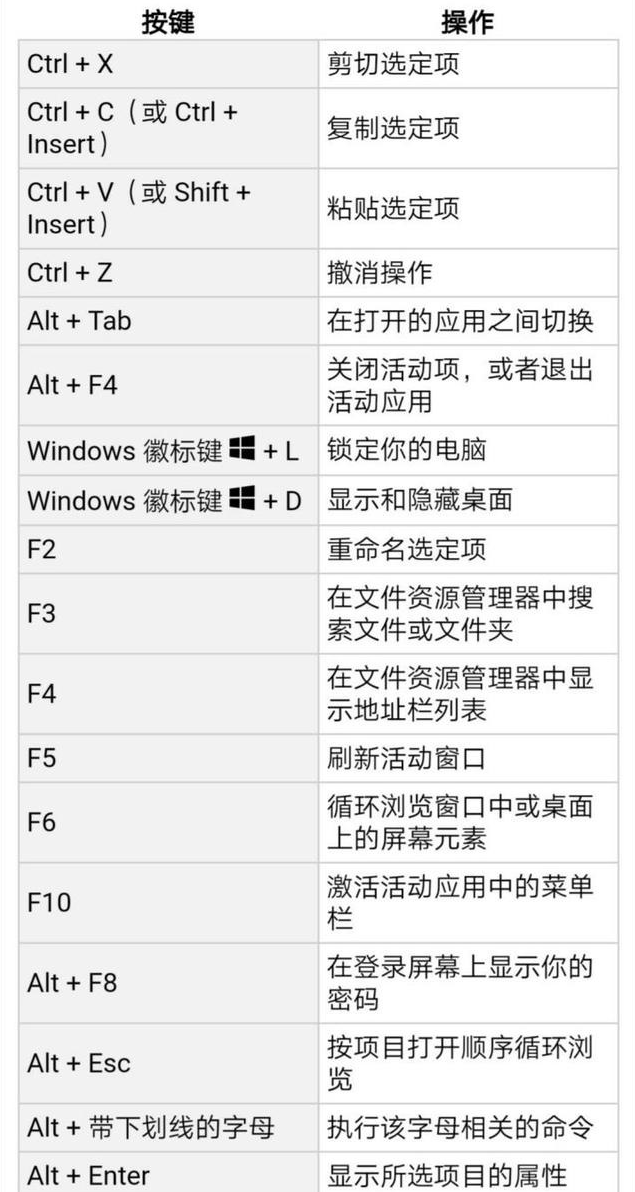 按键 操作
Ctrl + X 剪切选定项
Ctrl + C（或 Ctrl +
Insert） 复制选定项
Ctrl + V（或 Shift +
Insert） 粘贴选定项
Ctrl + Z 撤消操作
Alt + Tab 在打开的应用之间切换
Alt + F4 关闭活动项，或者退出
活动应用
Windows 徽标键 + L 锁定你的电脑
Windows 徽标键 + D 显示和隐藏桌面
F2 重命名选定项
F3 在文件资源管理器中搜
索文件或文件夹
F4 在文件资源管理器中显
示地址栏列表
F5 刷新活动窗口
F6 循环浏览窗口中或桌面
上的屏幕元素
F10 激活活动应用中的菜单
栏
Alt + F8 在登录屏幕上显示你的
密码
Alt + Esc 按项目打开顺序循环浏
览
Alt + 带下划线的字母 执行该字母相关的命令
Alt + Enter 显示所选项目的属性